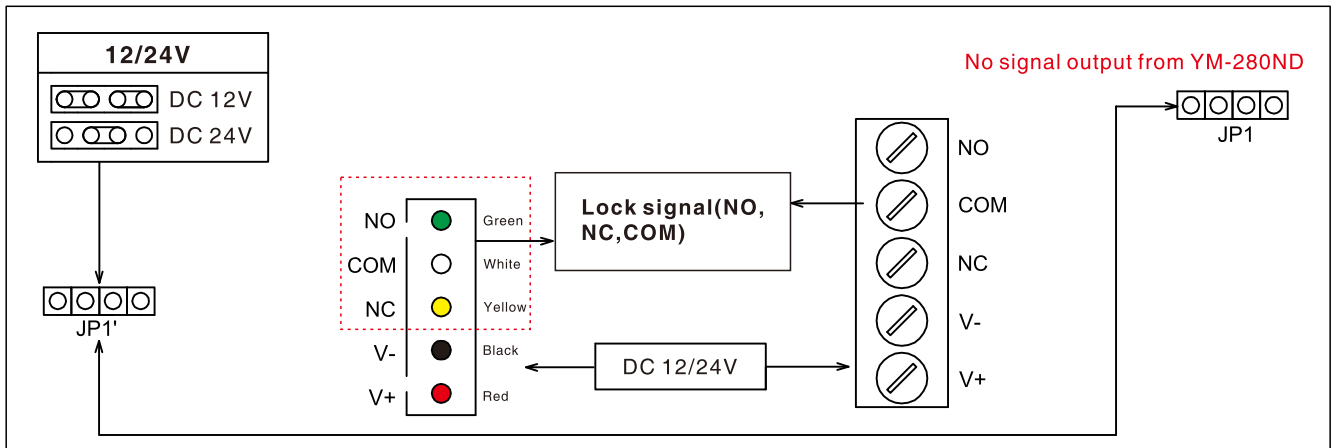 12/24V
DC 12V
DC 24V
JP1'
NO Green
COM White
NC Yellow
V- Black
V+ Red
Lock signal(NO,
NC,COM)
DC 12/24V
NO
COM
NC
V-
V+
No signal output from YM-280ND
JP1